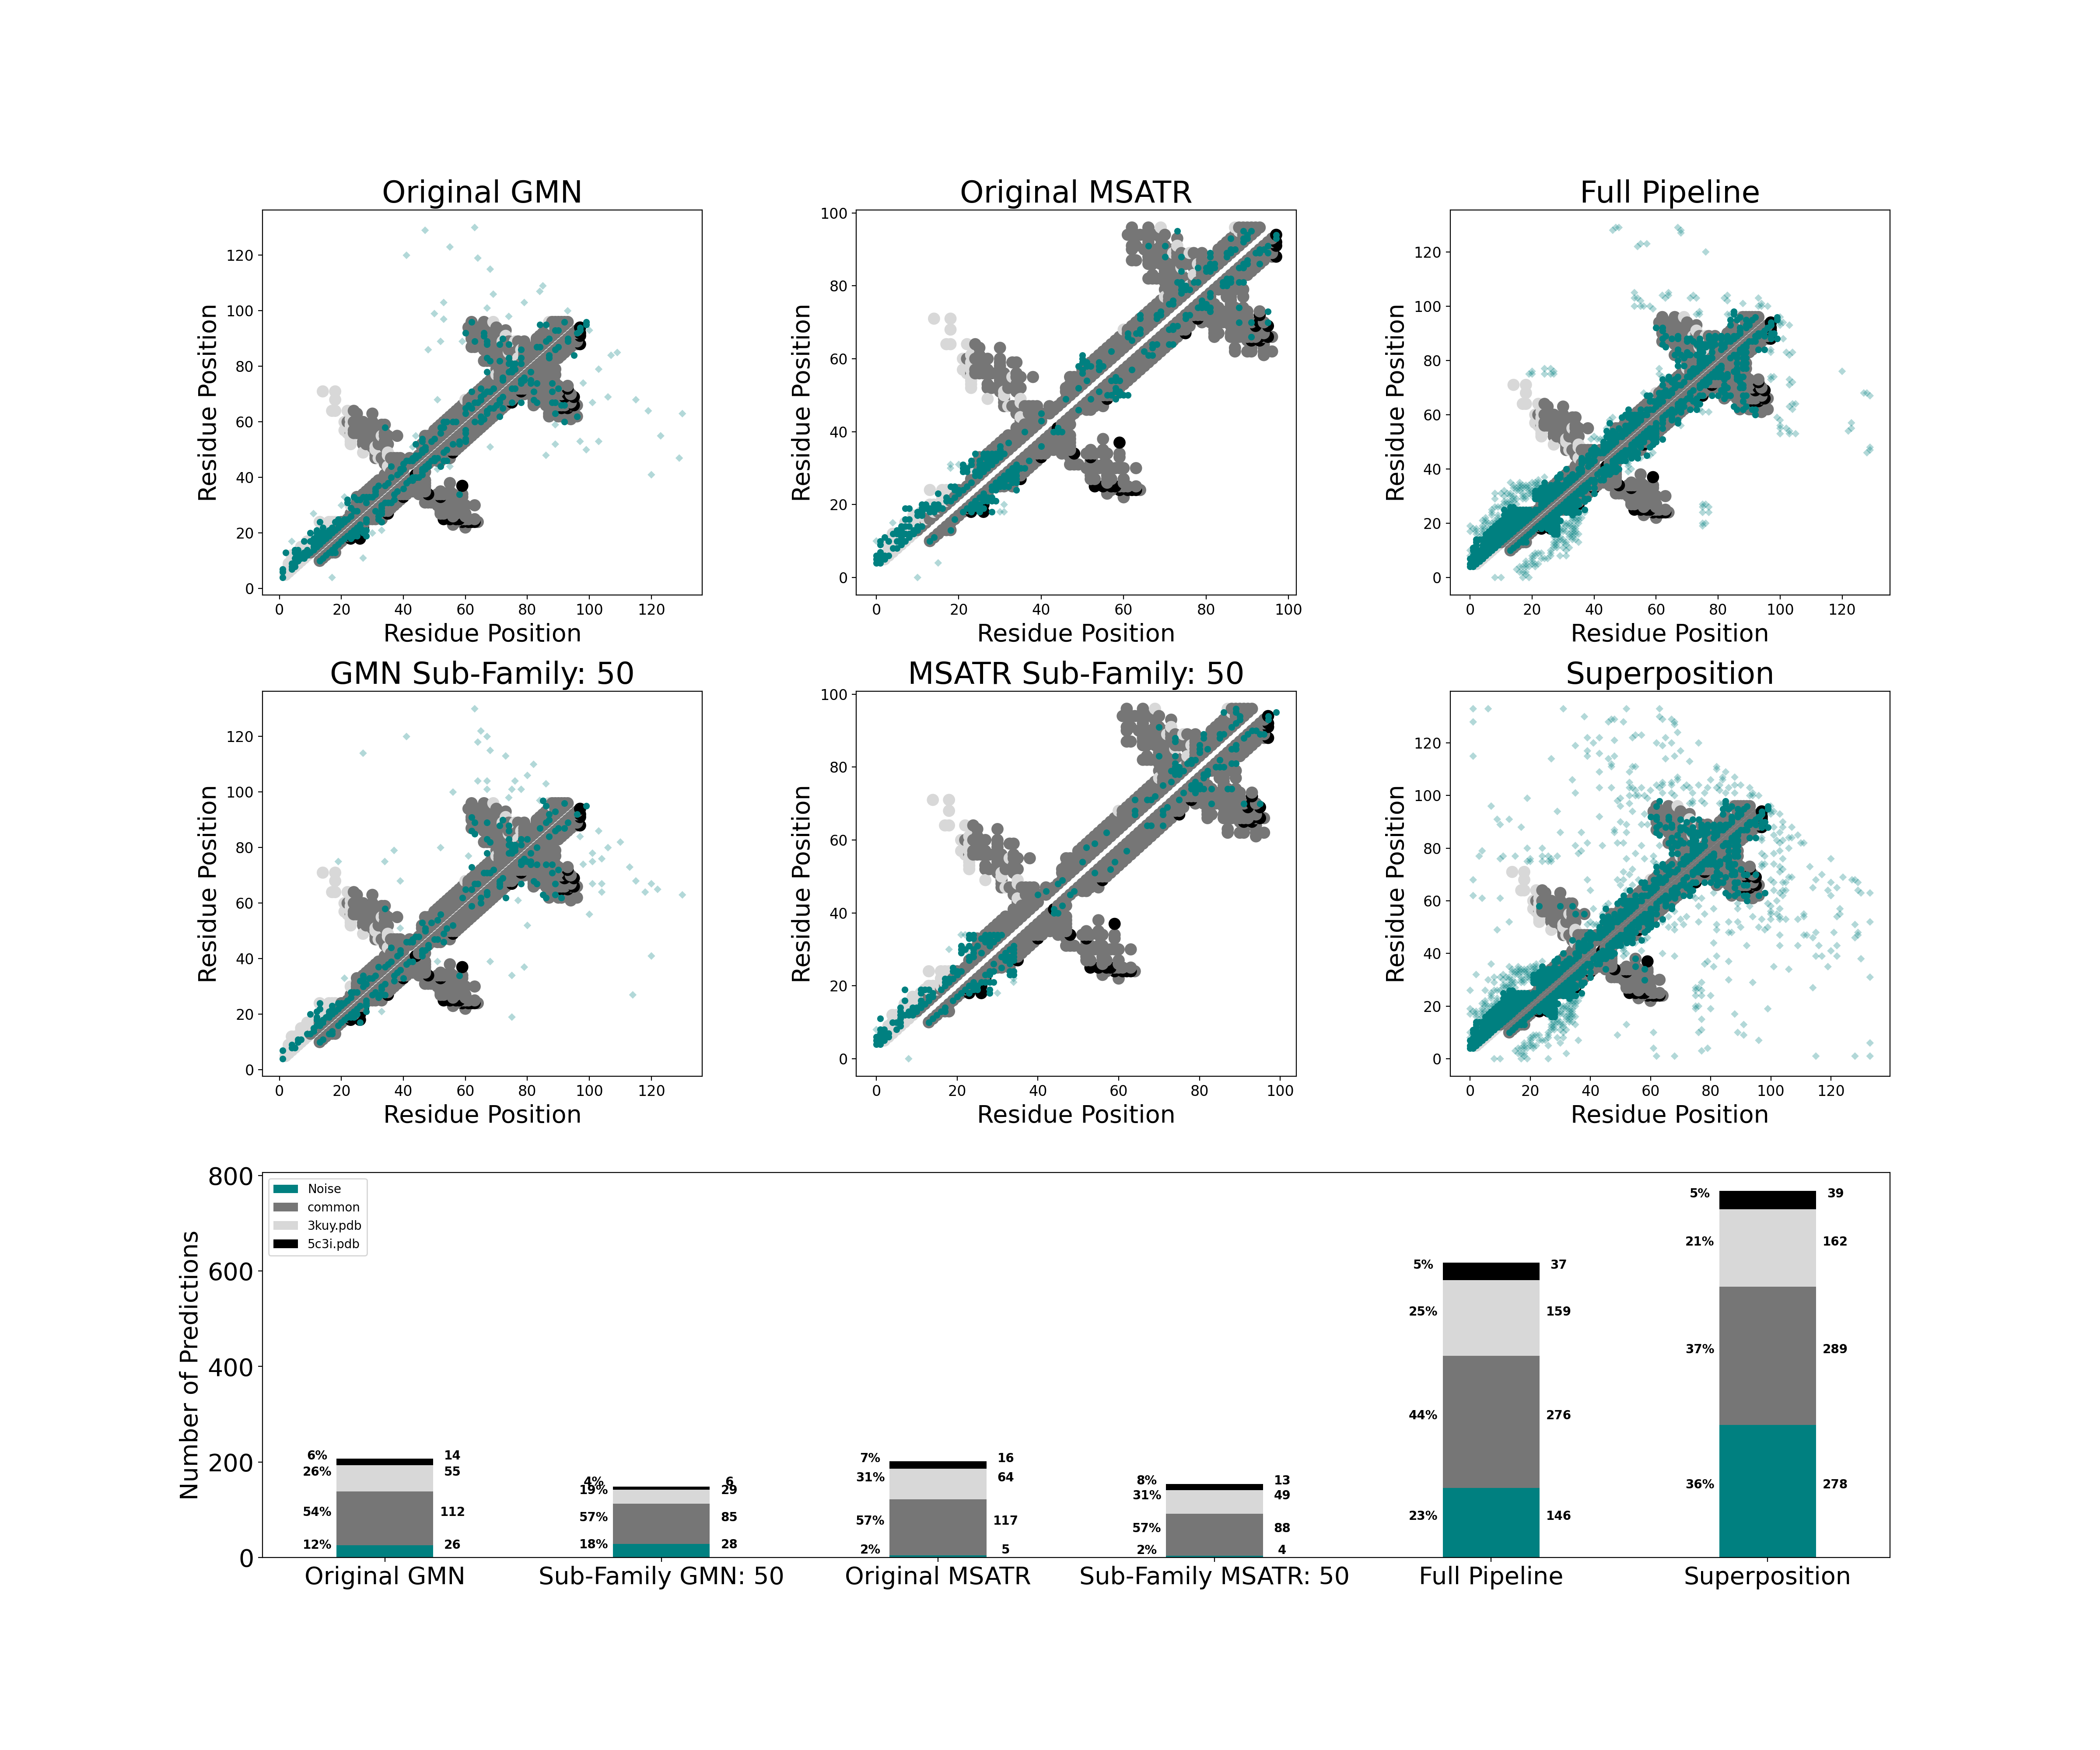 Original GMN
Original MSATR
Full Pipeline
Residue Position
0 20 40 60 80 100 120
0 20 40 60 80 100 120
Residue Position
Residue Position
0 20 40 60 80 100
0 20 40 60 80 100
Residue Position
Residue Position
0 20 40 60 80 100 120
0 20 40 60 80 100 120
Residue Position
GMN Sub-Family: 50
MSATR Sub-Family: 50
Superposition
Residue Position
0 20 40 60 80 100 120
0 20 40 60 80 100 120
Residue Position
Residue Position
0 20 40 60 80 100
0 20 40 60 80 100
Residue Position
Residue Position
0 20 40 60 80 100 120
0 20 40 60 80 100 120
Residue Position
Number of Predictions
0 200 400 600 800
Noise
common
3kuy.pdb
5c3i.pdb
6% 14
26% 55
54% 112
12% 26
4% 6
19% 29
57% 85
18% 28
7% 16
31% 64
57% 117
2% 5
8% 13
31% 49
57% 88
2% 4
5% 37
25% 159
44% 276
23% 146
5% 39
21% 162
37% 289
36% 278
Original GMN
Sub-Family GMN: 50
Original MSATR
Sub-Family MSATR: 50
Full Pipeline
Superposition